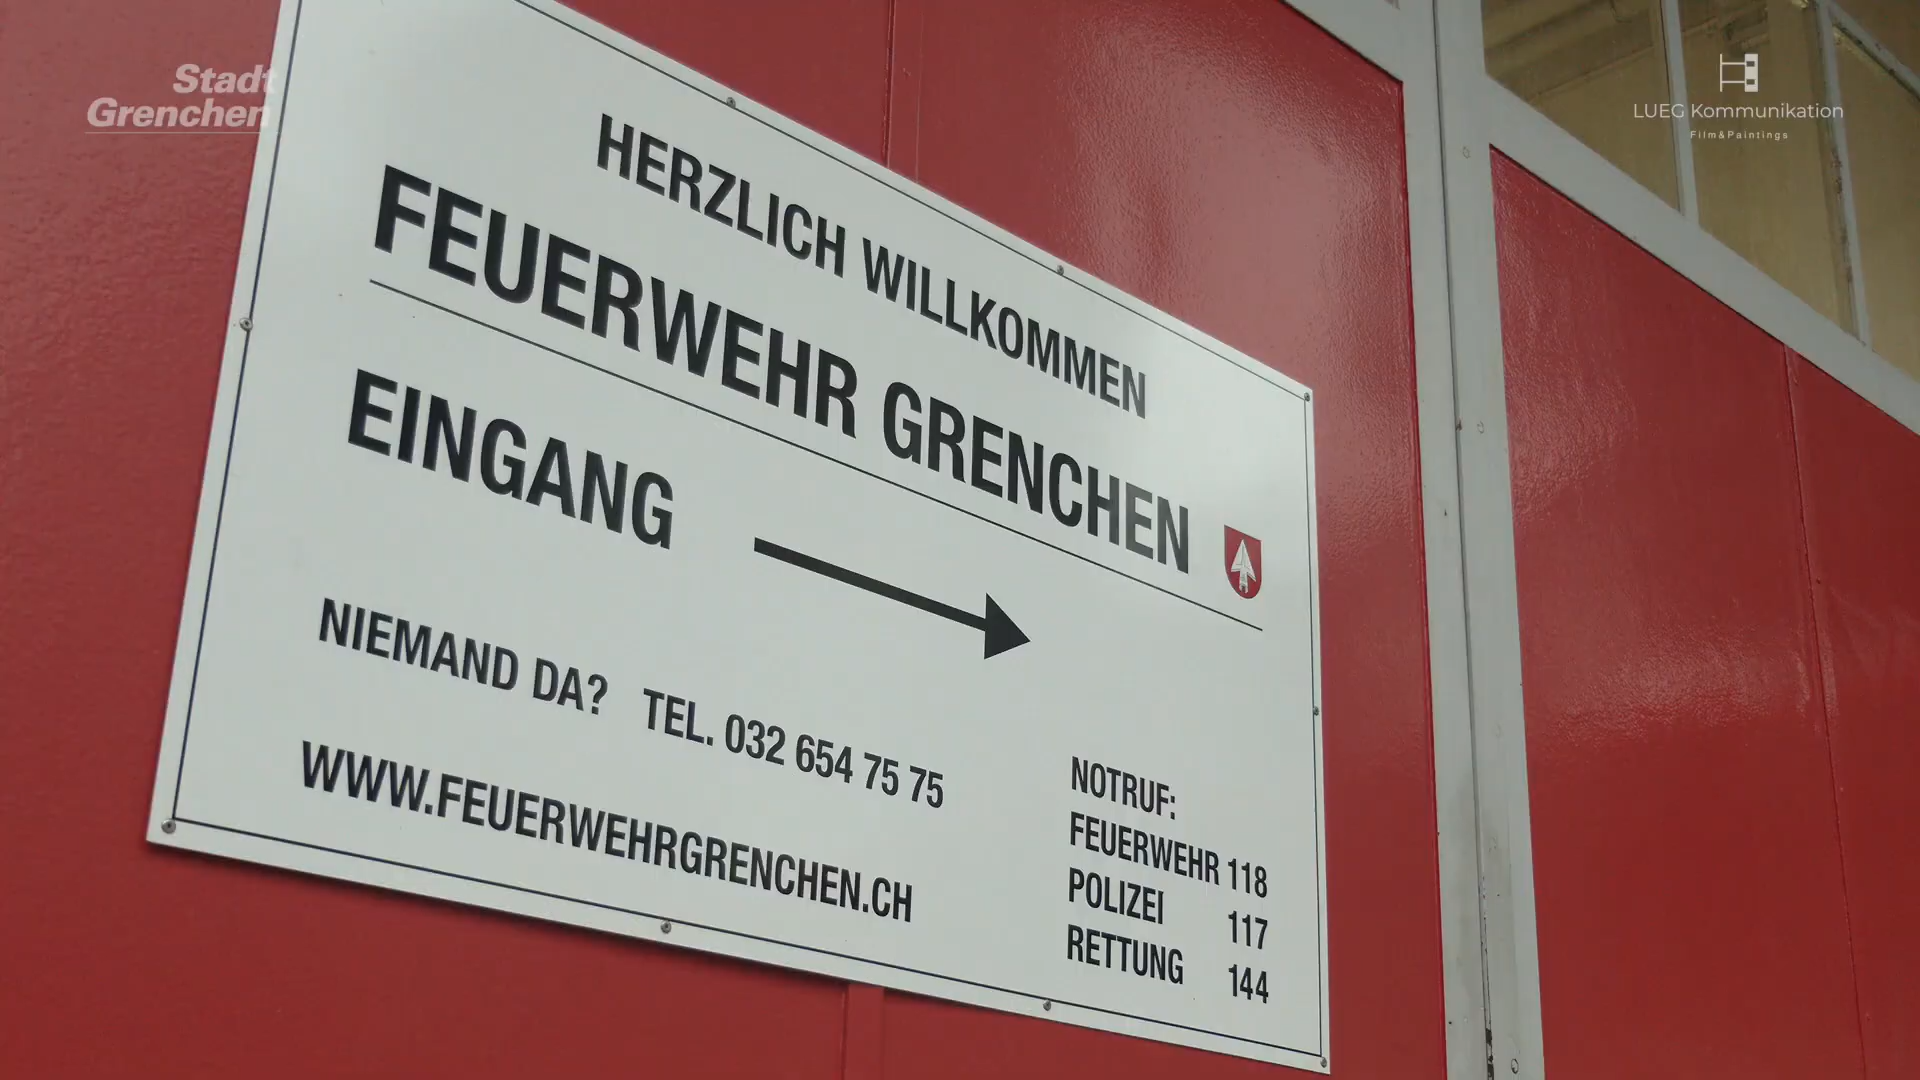 Stadt
Grenchen
LUEG Kommunikation
Film&Paintings
HERZLICH WILLKOMMEN
FEUERWEHR GRENCHEN
EINGANG
NIEMAND DA? TEL. 032 654 75 75
WWW.FEUERWEHRGRENCHEN.CH
NOTRUF:
FEUERWEHR 118
POLIZEI 117
RETTUNG 144